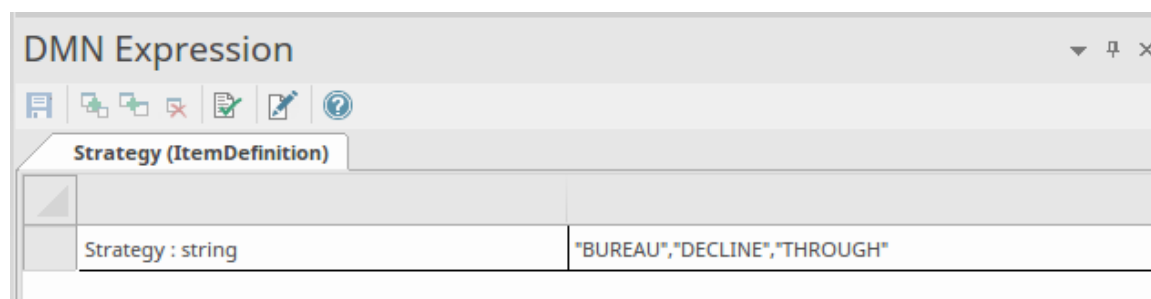 DMN Expression
Strategy (ItemDefinition)
Strategy : string "BUREAU","DECLINE","THROUGH"